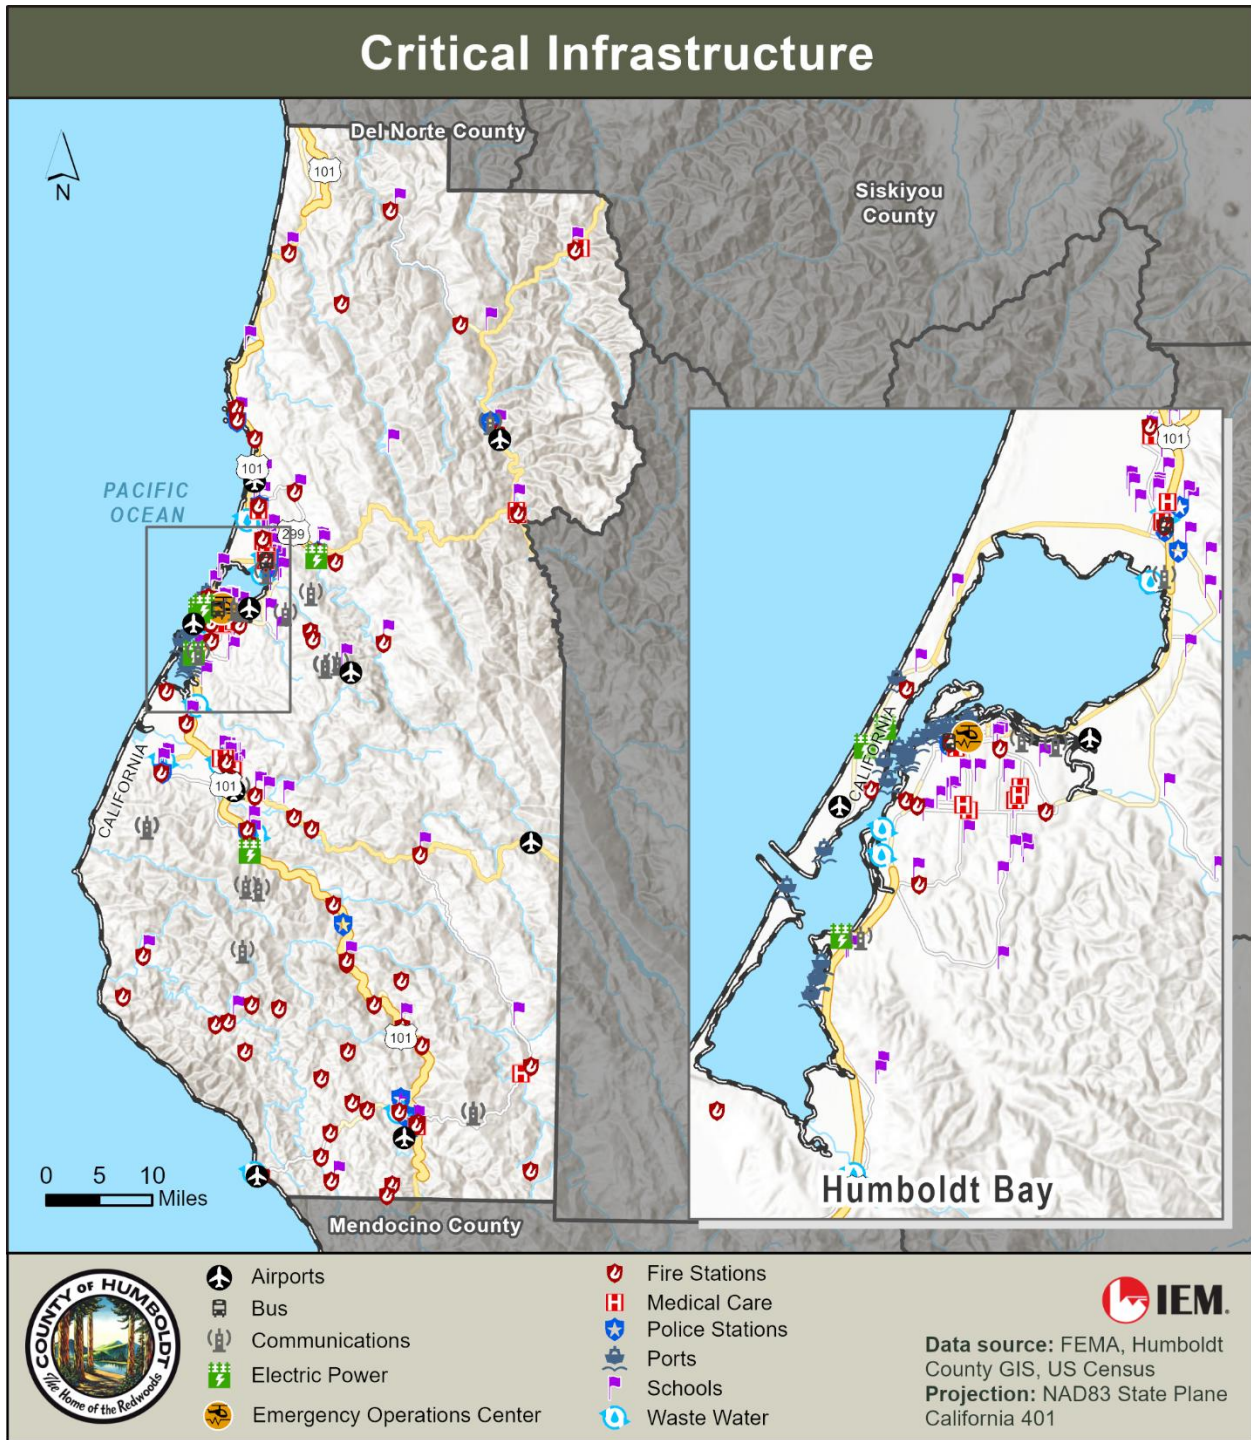 Critical Infrastructure
Del Norte County
101
Siskiyou
County
N
101
101
PACIFIC
OCEAN
299
CALIFORNIA
CALIFORNIA
101
101
0 5 10
Miles
Humboldt Bay
Mendocino County
COUNTY OF HUMBOLDT
The Home of the Redwoods
Airports
Bus
Communications
Electric Power
Emergency Operations Center
Fire Stations
Medical Care
Police Stations
Ports
Schools
Waste Water
IEM.
Data source: FEMA, Humboldt
County GIS, US Census
Projection: NAD83 State Plane
California 401